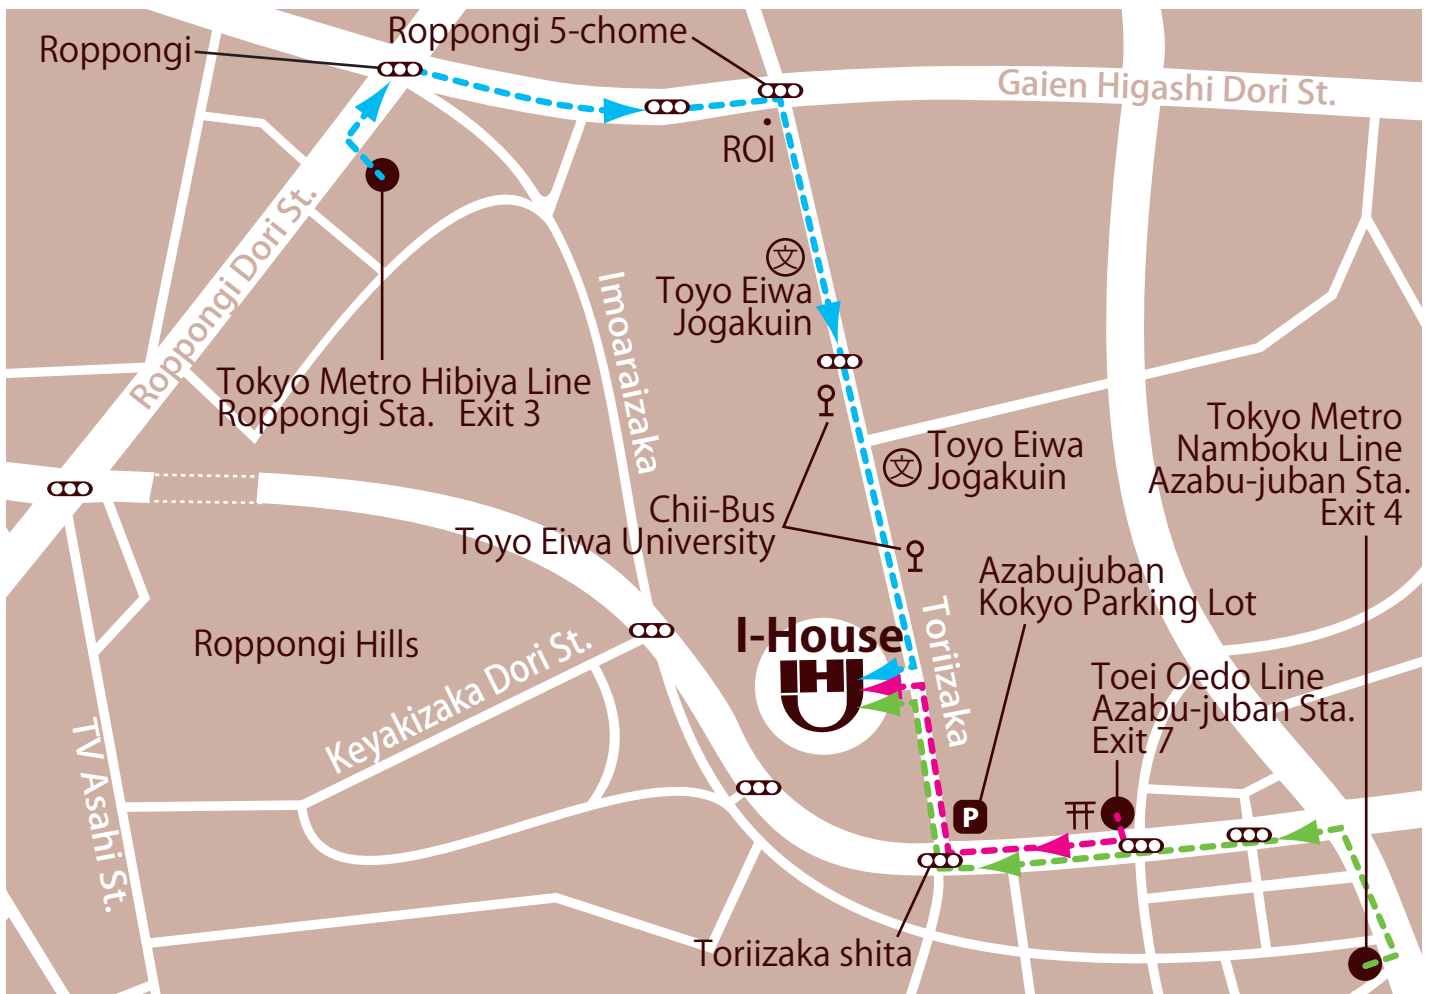 Roppongi
Roppongi 5-chome
Gaien Higashi Dori St.
ROI
Roppongi Dori St.
文
Toyo Eiwa
Jogakuin
Imoaraizaka
Tokyo Metro Hibiya Line
Roppongi Sta. Exit 3
文
Toyo Eiwa
Jogakuin
Tokyo Metro
Namboku Line
Azabu-juban Sta.
Exit 4
Chii-Bus
Toyo Eiwa University
Azabujuban
Kokyo Parking Lot
Toriizaka
I-House
IHJ
Roppongi Hills
Keyakizaka Dori St.
Toei Oedo Line
Azabu-juban Sta.
Exit 7
TV Asahi St.
P
Toriizaka shita